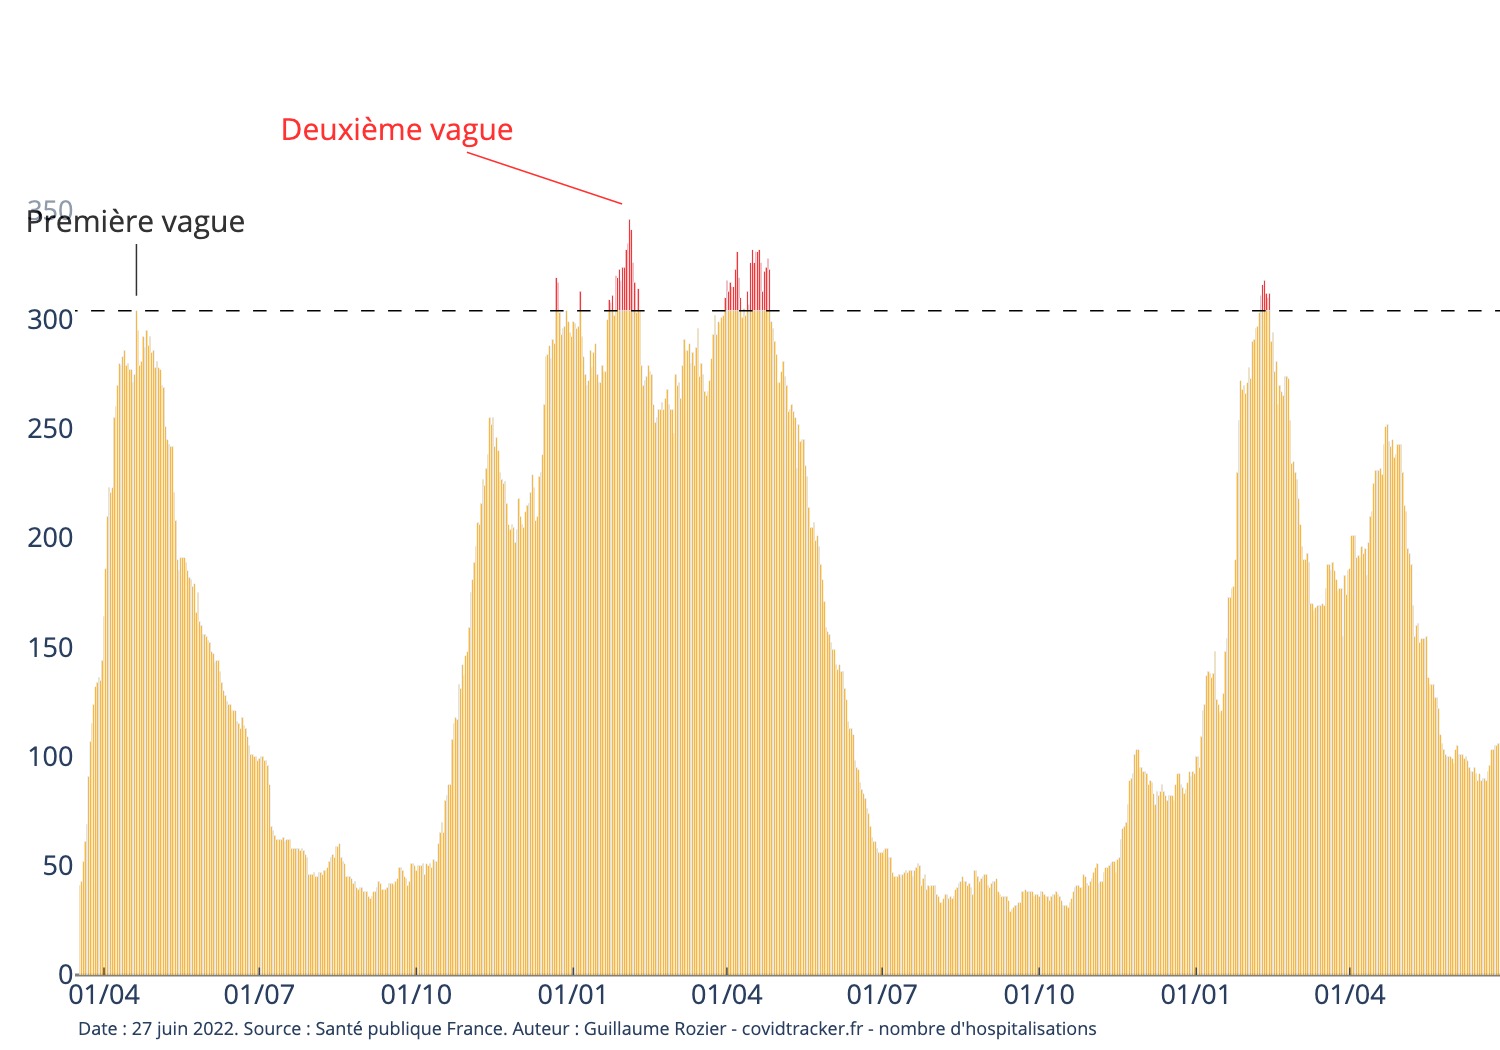 Deuxième vague
350
Première vague
300
250
200
150
100
50
0
01/04 01/07 01/10 01/01 01/04 01/07 01/10 01/01 01/04
Date : 27 juin 2022. Source : Santé publique France. Auteur : Guillaume Rozier - covidtracker.fr - nombre d'hospitalisations